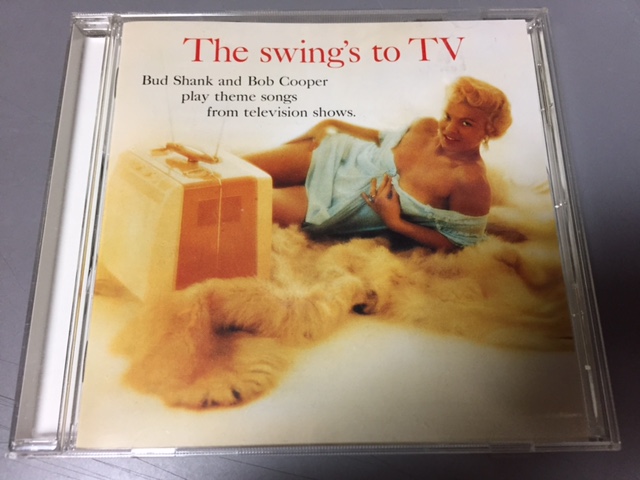 The swing's to TV
Bud Shank and Bob Cooper
play theme songs
from television shows.